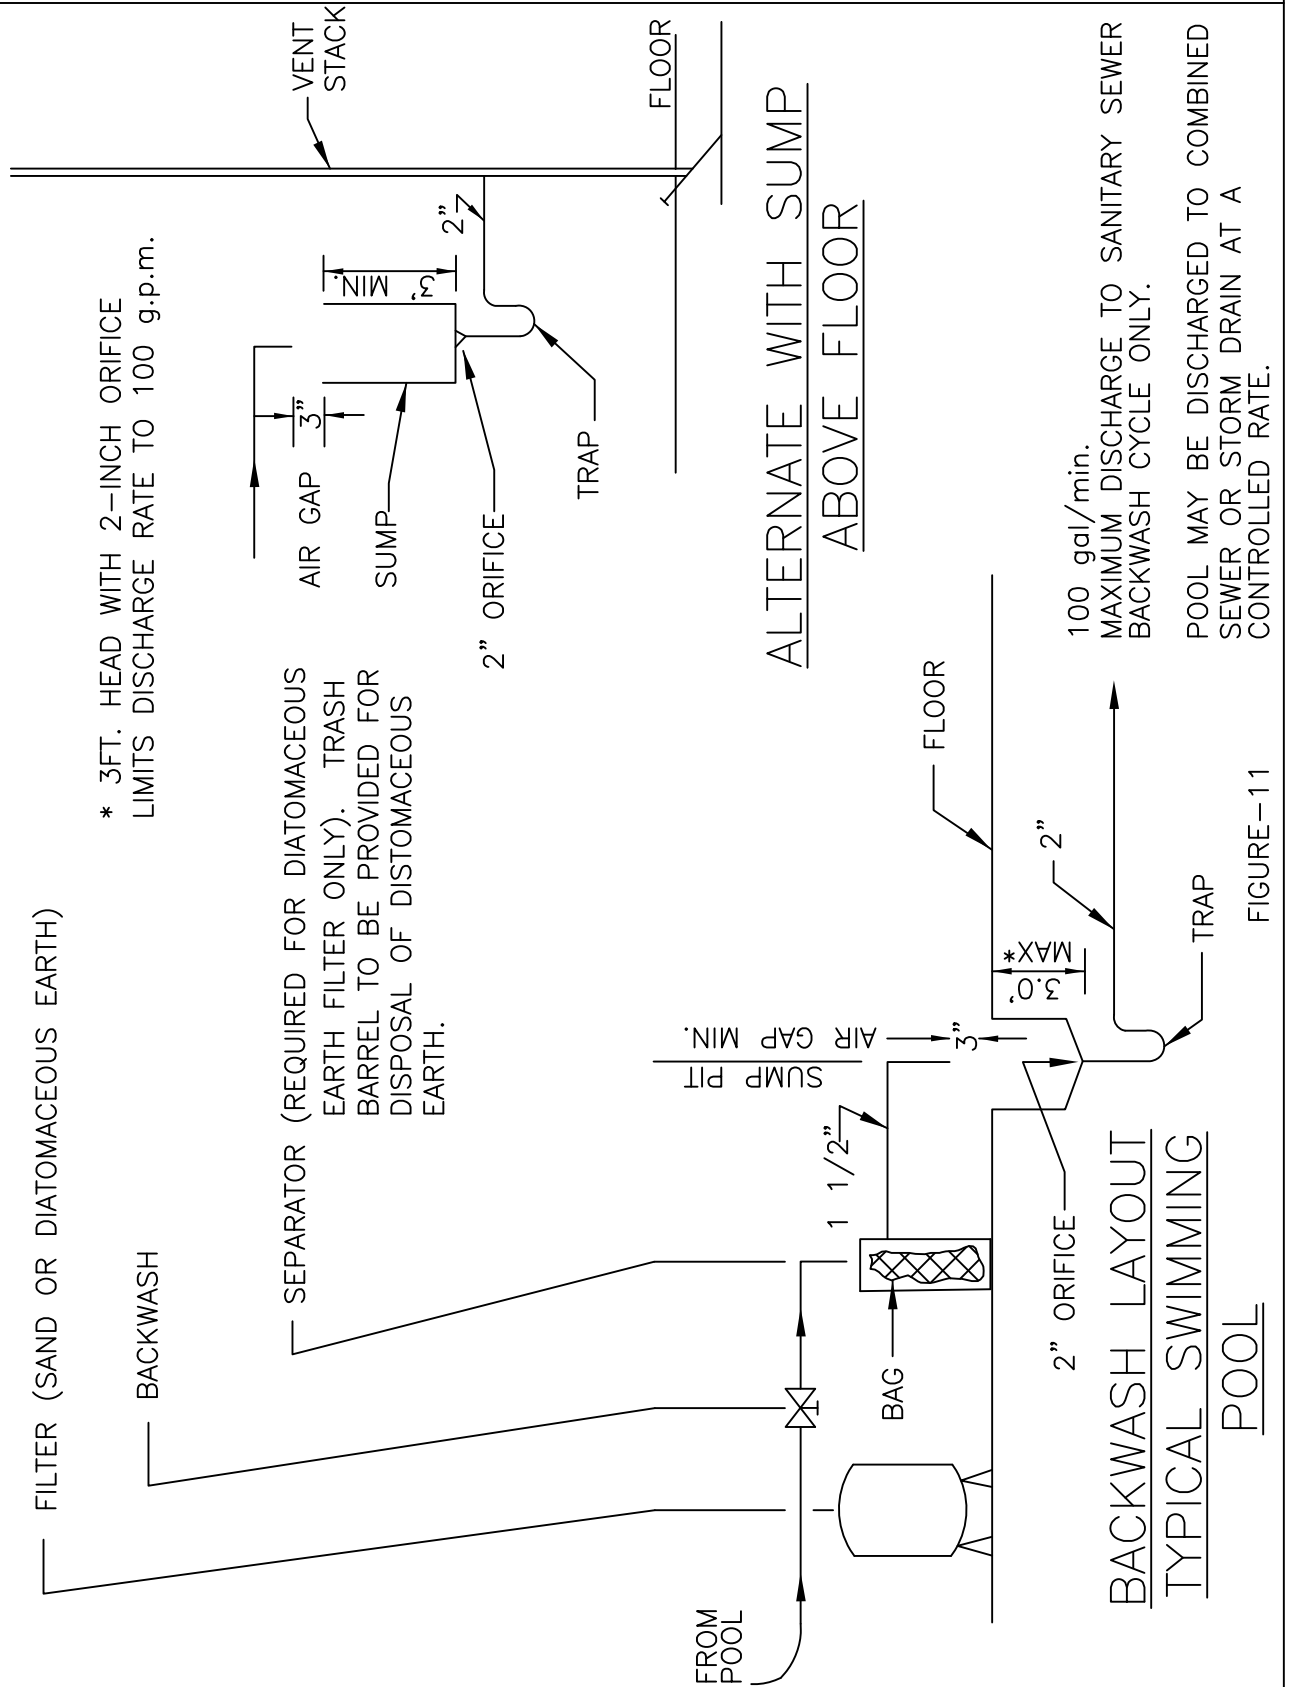 FILTER (SAND OR DIATOMACEOUS EARTH)
BACKWASH
SEPARATOR (REQUIRED FOR DIATOMACEOUS
EARTH FILTER ONLY). TRASH
BARREL TO BE PROVIDED FOR
DISPOSAL OF DISTOMACEOUS
EARTH.
* 3FT. HEAD WITH 2-INCH ORIFICE
LIMITS DISCHARGE RATE TO 100 g.p.m.
VENT
STACK
3' MIN.
2"
3"
AIR GAP
SUMP
2" ORIFICE
TRAP
FLOOR
ALTERNATE WITH SUMP
ABOVE FLOOR
FROM
POOL
BAG
1 1/2"
SUMP PIT
AIR GAP MIN.
3"
3.0'
MAX*
FLOOR
2"
2" ORIFICE
TRAP
100 gal/min.
MAXIMUM DISCHARGE TO SANITARY SEWER
BACKWASH CYCLE ONLY.
POOL MAY BE DISCHARGED TO COMBINED
SEWER OR STORM DRAIN AT A
CONTROLLED RATE.
BACKWASH LAYOUT
TYPICAL SWIMMING
POOL
FIGURE-11